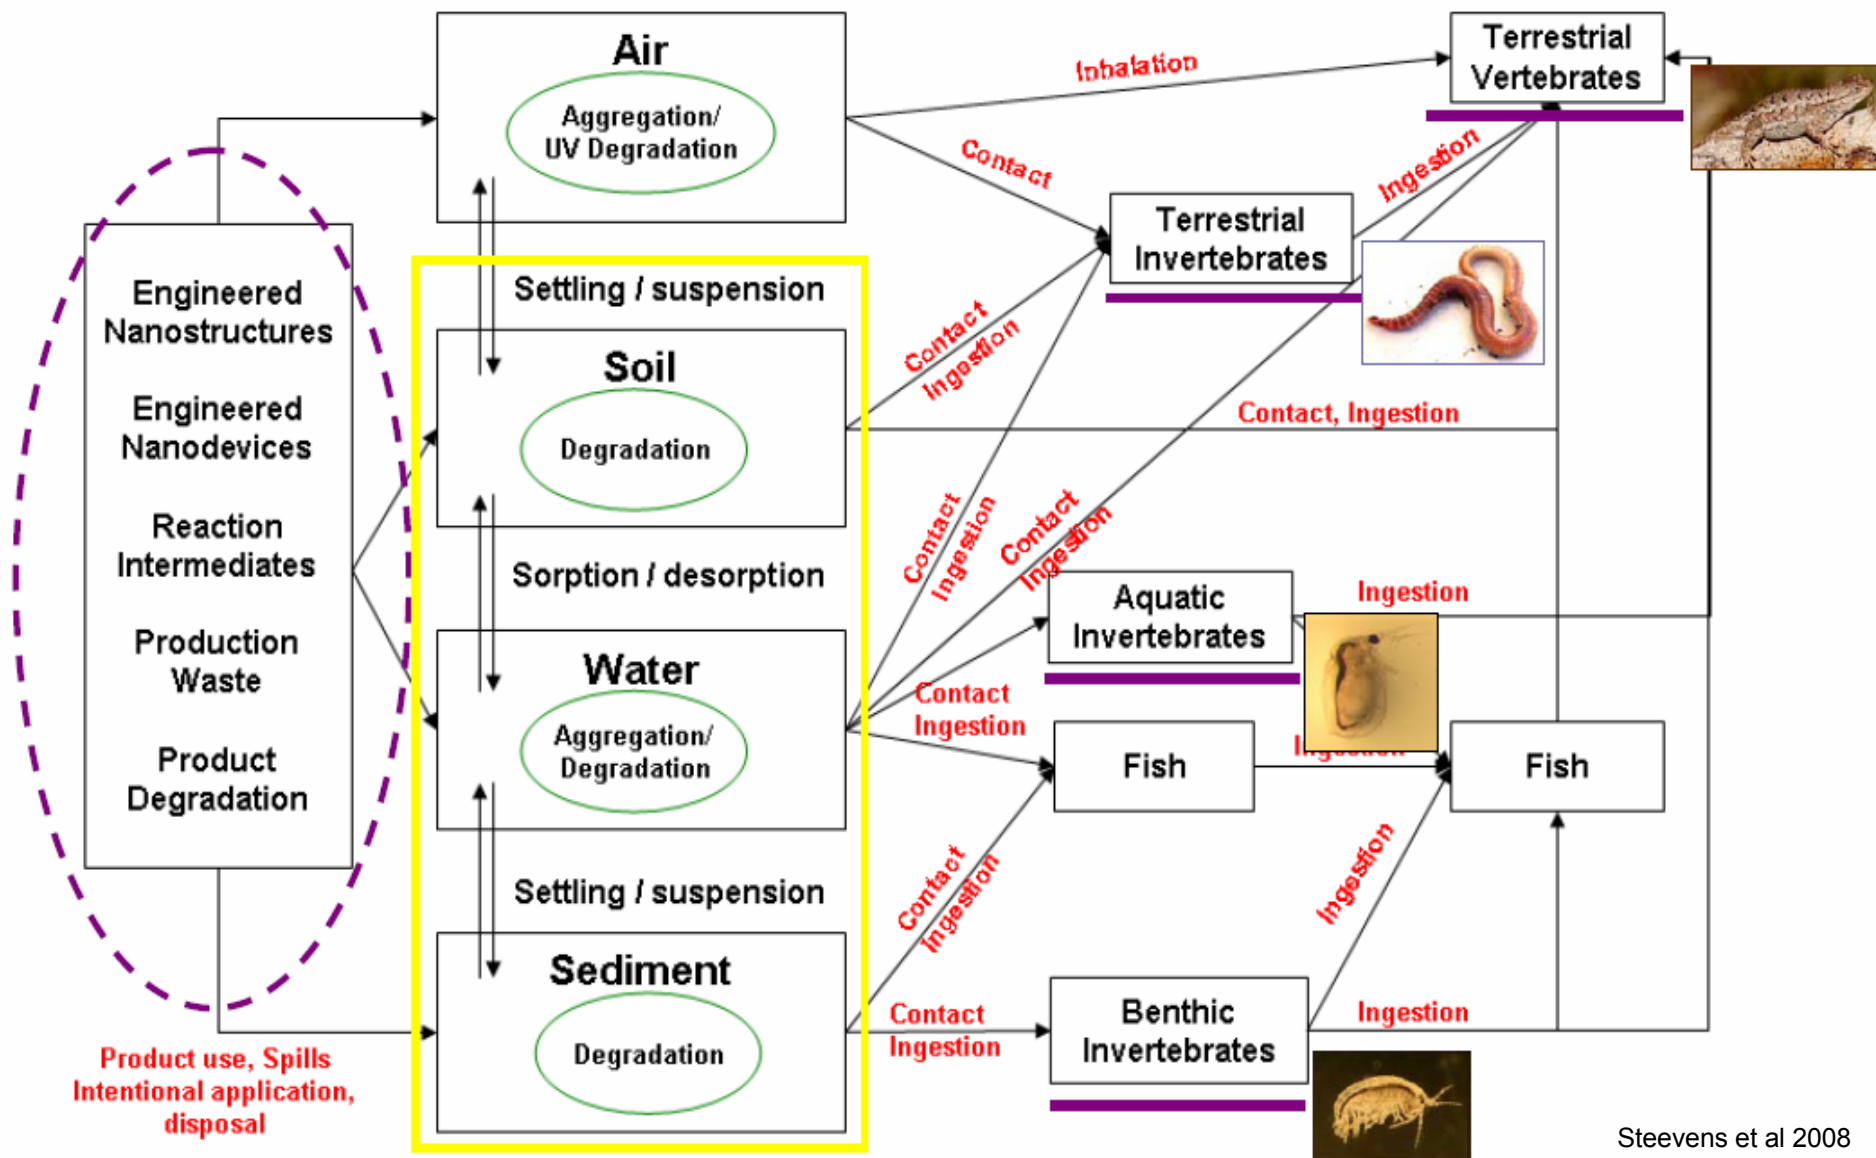 Air
Aggregation/
UV Degradation
Settling / suspension
Soil
Degradation
Sorption / desorption
Water
Aggregation/
Degradation
Settling / suspension
Sediment
Degradation
Engineered
Nanostructures
Engineered
Nanodevices
Reaction
Intermediates
Production
Waste
Product
Degradation
Product use, Spills
Intentional application,
disposal
Inhalation
Contact
Terrestrial
Vertebrates
Ingestion
Terrestrial
Invertebrates
Contact
Ingestion
Contact, Ingestion
Contact
Ingestion
Contact
Ingestion
Aquatic
Invertebrates
Ingestion
Contact
Ingestion
Fish
Ingestion
Fish
Contact
Ingestion
Ingestion
Contact
Ingestion
Benthic
Invertebrates
Ingestion
Steevens et al 2008